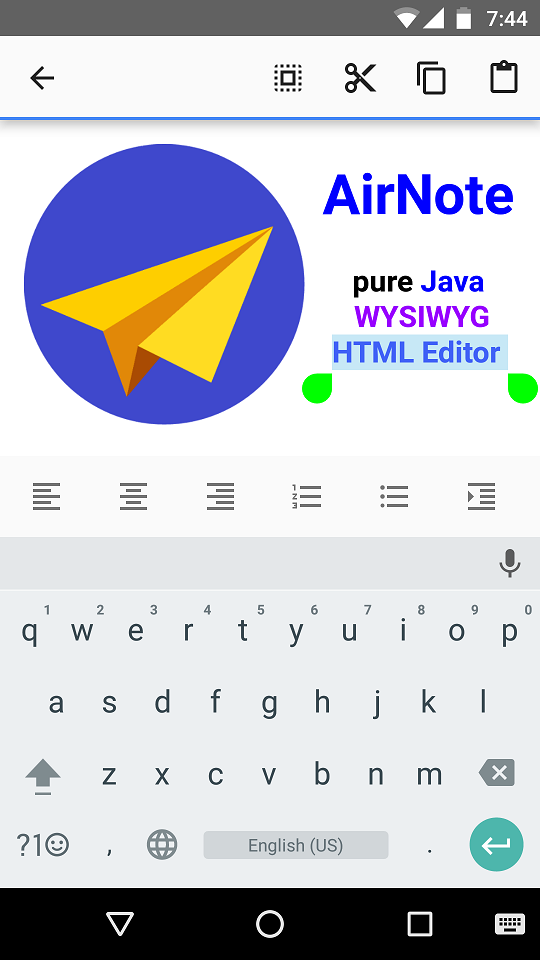 7:44
AirNote
pure Java
WYSIWYG
HTML Editor
1 2 3 4 5 6 7 8 9 0
q w e r t y u i o p
a s d f g h j k l
z x c v b n m
?1☺ , English (US) .